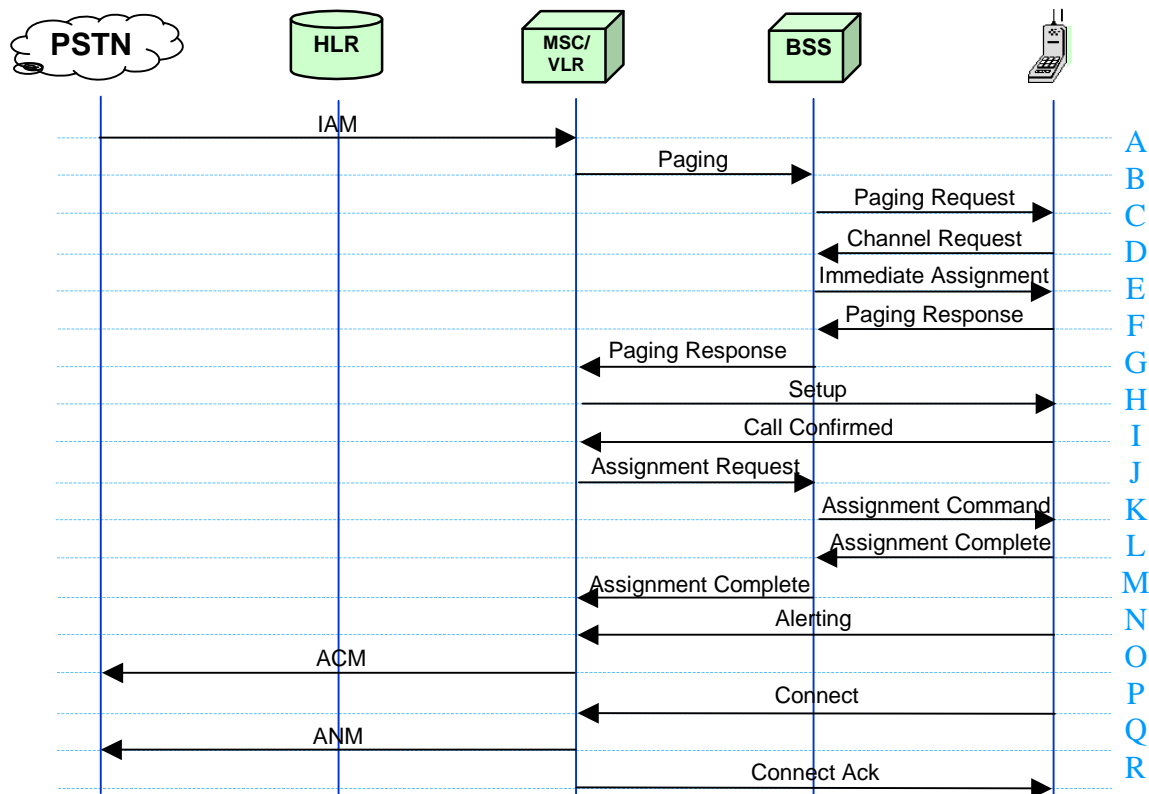 PSTN
HLR
MSC/
VLR
BSS
IAM
A
Paging
B
Paging Request
C
Channel Request
D
Immediate Assignment
E
Paging Response
F
Paging Response
G
Setup
H
Call Confirmed
I
Assignment Request
J
Assignment Command
K
Assignment Complete
L
Assignment Complete
M
Alerting
N
ACM
O
Connect
P
ANM
Q
Connect Ack
R